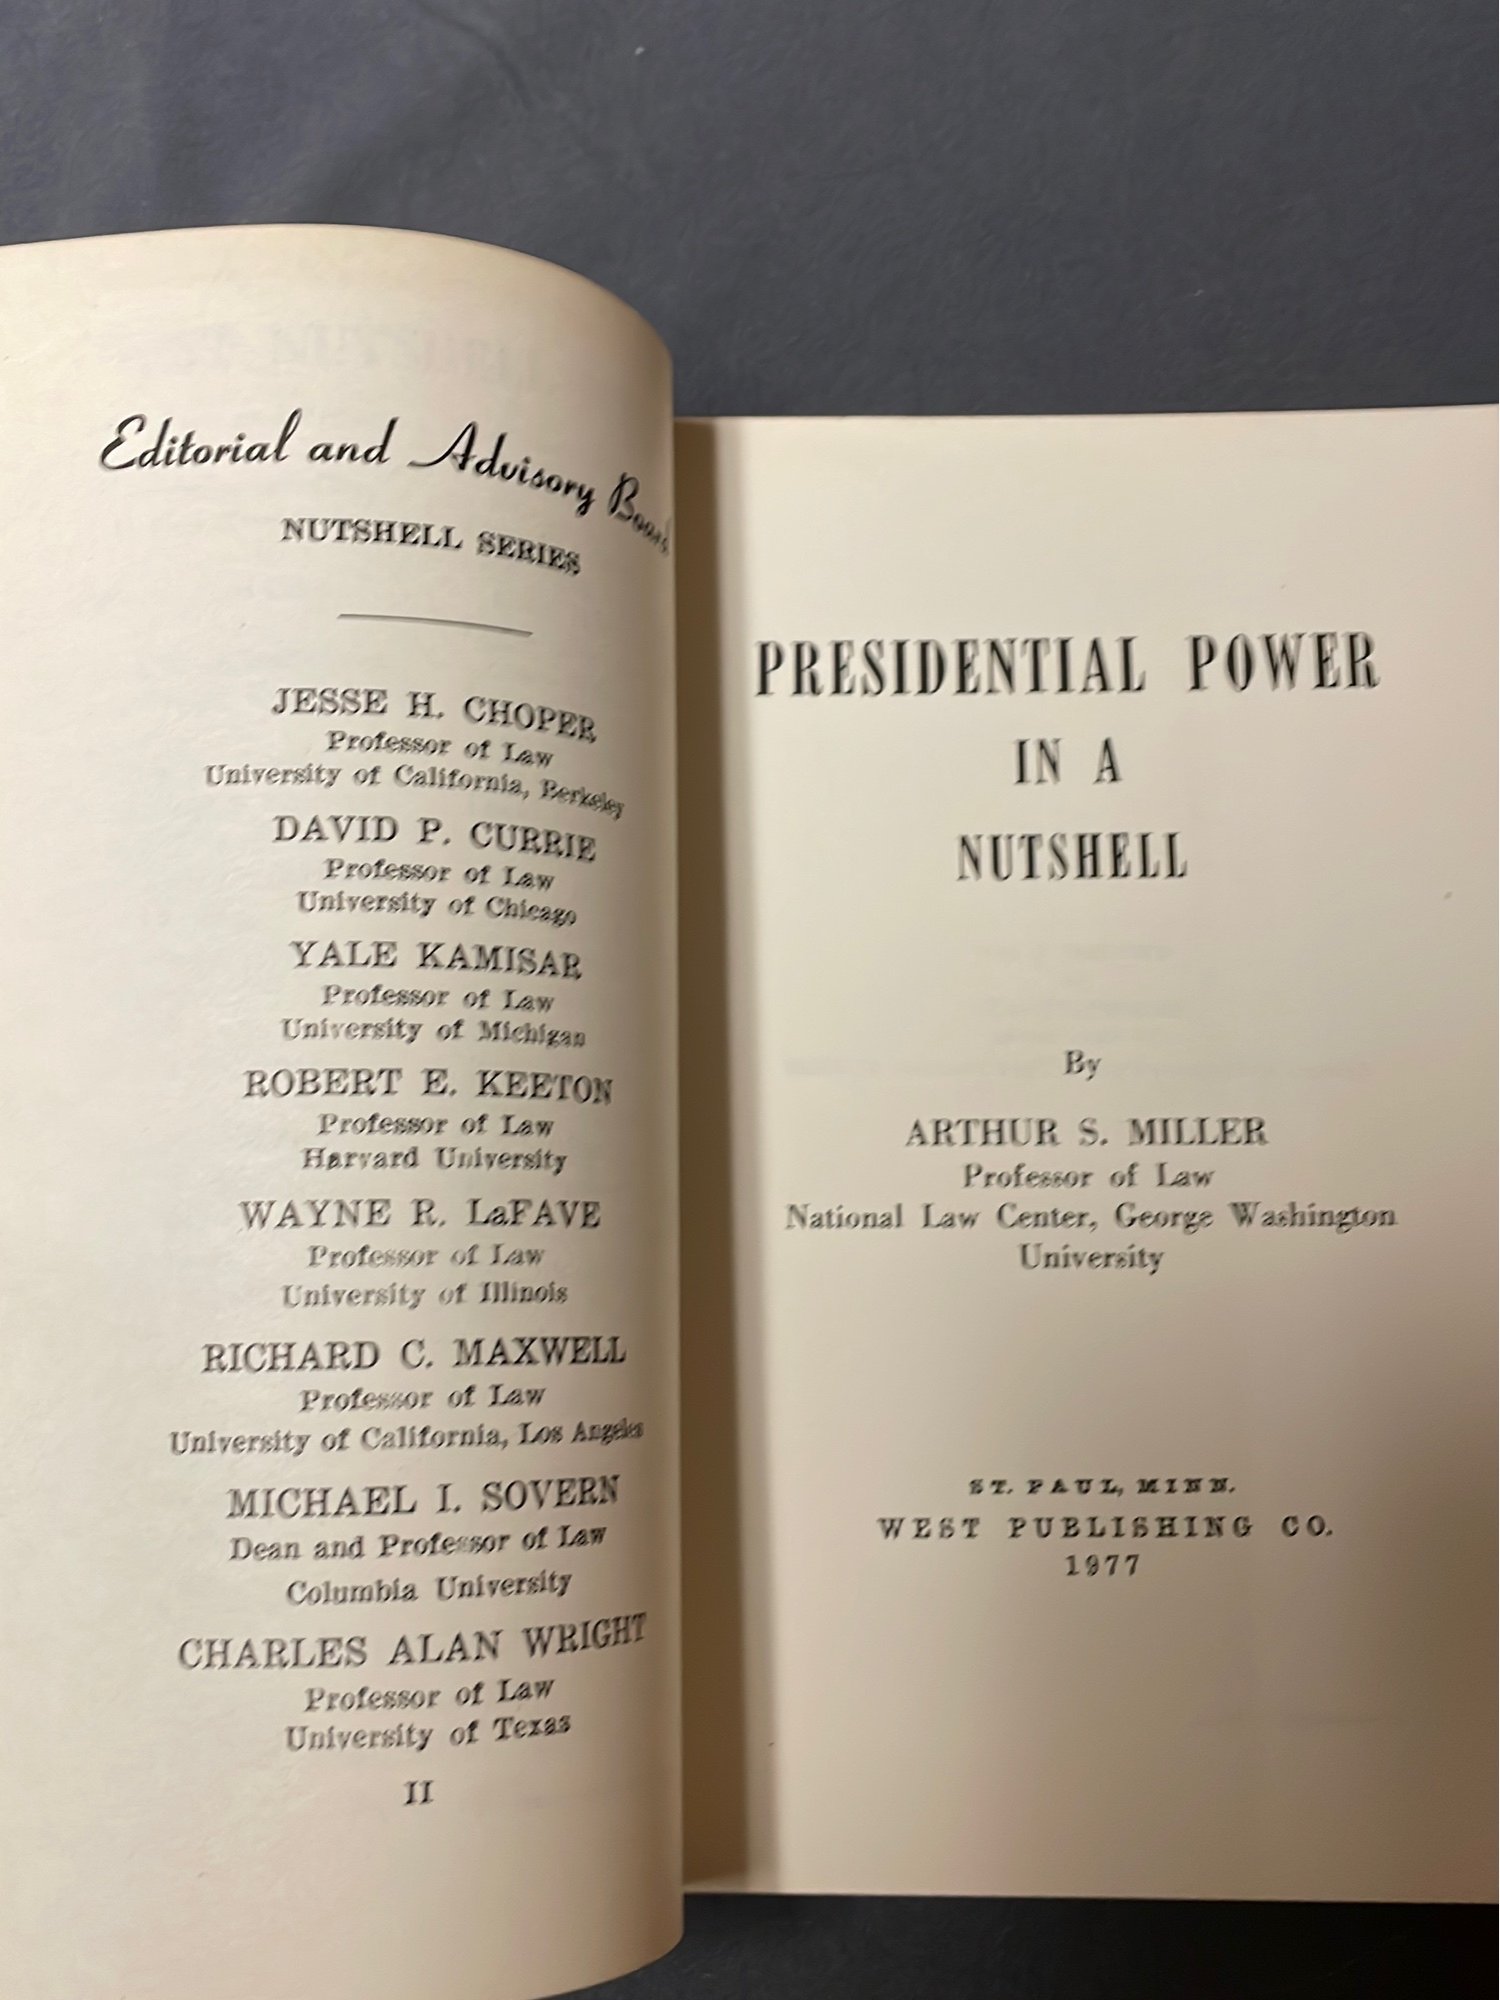 Editorial and Advisory Board
NUTSHELL SERIES
JESSE H. CHOPER
Professor of Law
University of California, Berkeley
DAVID P. CURRIE
Professor of Law
University of Chicago
YALE KAMISAR
Professor of Law
University of Michigan
ROBERT E. KEETON
Professor of Law
Harvard University
WAYNE R. LaFAVE
Professor of Law
University of Illinois
RICHARD C. MAXWELL
Professor of Law
University of California, Los Angeles
MICHAEL I. SOVERN
Dean and Professor of Law
Columbia University
CHARLES ALAN WRIGHT
Professor of Law
University of Texas
II
PRESIDENTIAL POWER
IN A
NUTSHELL
By
ARTHUR S. MILLER
Professor of Law
National Law Center, George Washington
University
ST. PAUL, MINN.
WEST PUBLISHING CO.
1977